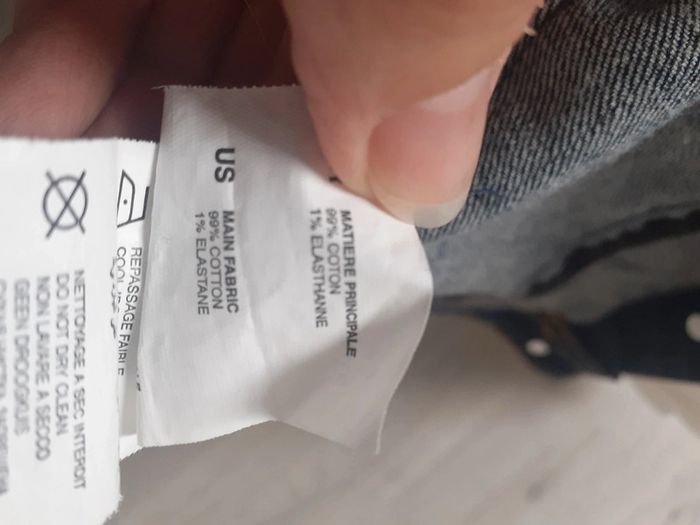 MATIERE PRINCIPALE
99% COTON
1% ELASTHANNE
US
MAIN FABRIC
99% COTTON
1% ELASTANE
REPASSAGE FAIBLE
NETTOYAGE A SEC INTERDIT
DO NOT DRY CLEAN
NON LAVARE A SECCO
GEEN DROOGKUIS